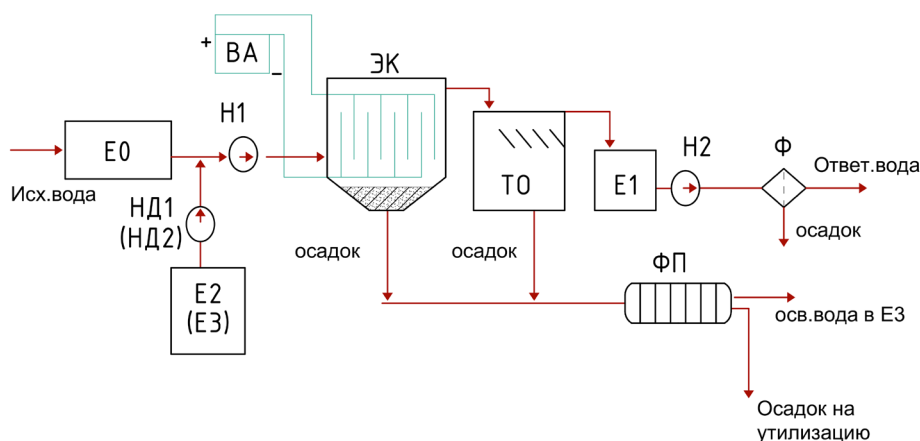 +
ВА
−
ЭК
Н1
Е0
Исх.вода
НД1
(НД2)
Е2
(Е3)
осадок
ТО
осадок
Е1
Н2
Ф
Ответ.вода
осадок
ФП
осв.вода в Е3
Осадок на
утилизацию